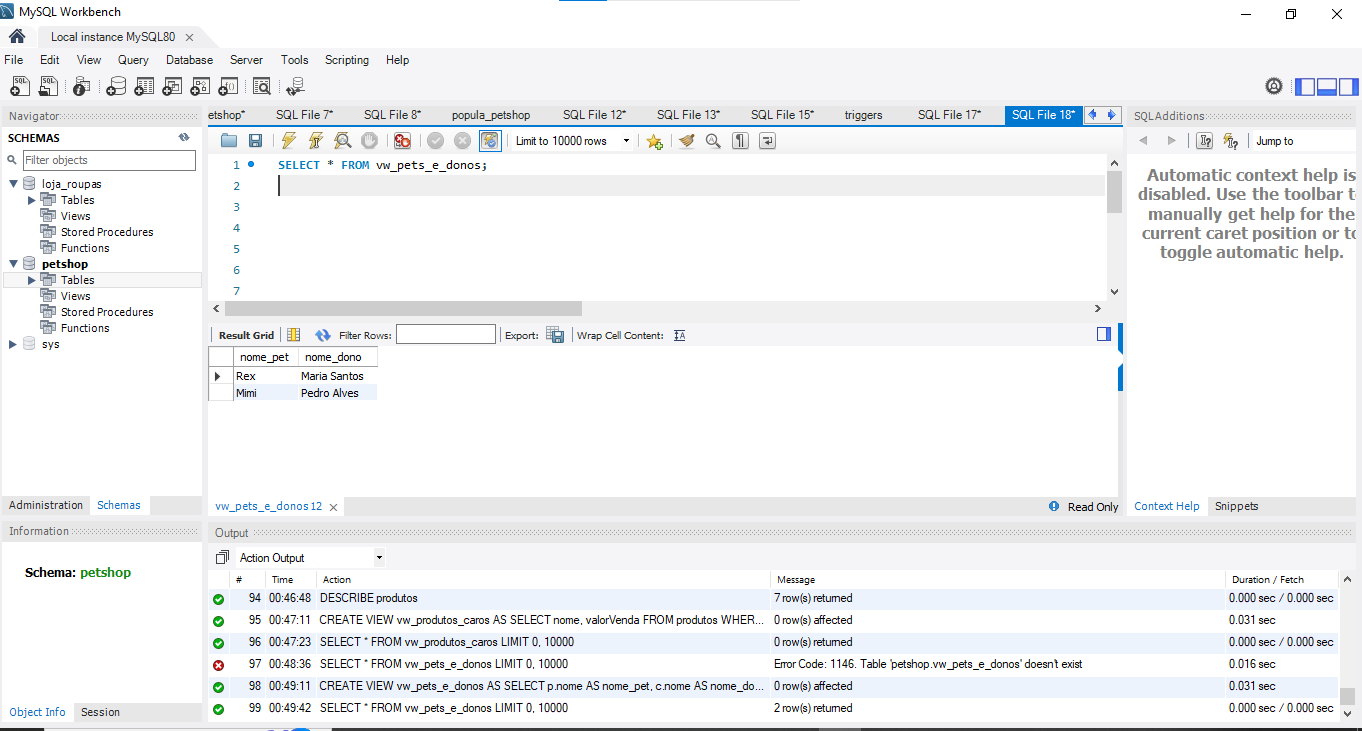 MySQL Workbench
Local instance MySQL80
File Edit View Query Database Server Tools Scripting Help
Navigator
SCHEMAS
Filter objects
loja_roupas
Tables
Views
Stored Procedures
Functions
petshop
Tables
Views
Stored Procedures
Functions
sys
Administration Schemas
Information
Schema: petshop
Object Info Session
etshop* SQL File 7* SQL File 8* popula_petshop SQL File 12* SQL File 13* SQL File 15* triggers SQL File 17* SQL File 18*
Limit to 10000 rows
1 SELECT * FROM vw_pets_e_donos;
2
3
4
5
6
7
Result Grid Filter Rows: Export: Wrap Cell Content:
nome_pet nome_dono
Rex Maria Santos
Mimi Pedro Alves
vw_pets_e_donos12 Read Only
SQLAdditions
Jump to
Automatic context help is
disabled. Use the toolbar t
manually get help for the
current caret position or to
toggle automatic help.
Context Help Snippets
Output
Action Output
# Time Action Message Duration / Fetch
94 00:46:48 DESCRIBE produtos 7 row(s) returned 0.000 sec / 0.000 sec
95 00:47:11 CREATE VIEW vw_produtos_caros AS SELECT nome, valorVenda FROM produtos WHER... 0 row(s) affected 0.031 sec
96 00:47:23 SELECT * FROM vw_produtos_caros LIMIT 0, 10000 0 row(s) returned 0.000 sec / 0.000 sec
97 00:48:36 SELECT * FROM vw_pets_e_donos LIMIT 0, 10000 Error Code: 1146. Table 'petshop.vw_pets_e_donos' doesn't exist 0.016 sec
98 00:49:11 CREATE VIEW vw_pets_e_donos AS SELECT p.nome AS nome_pet, c.nome AS nome_do... 0 row(s) affected 0.031 sec
99 00:49:42 SELECT * FROM vw_pets_e_donos LIMIT 0, 10000 2 row(s) returned 0.000 sec / 0.000 sec